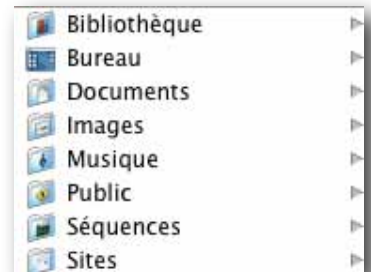 Bibliothèque
Bureau
Documents
Images
Musique
Public
Séquences
Sites